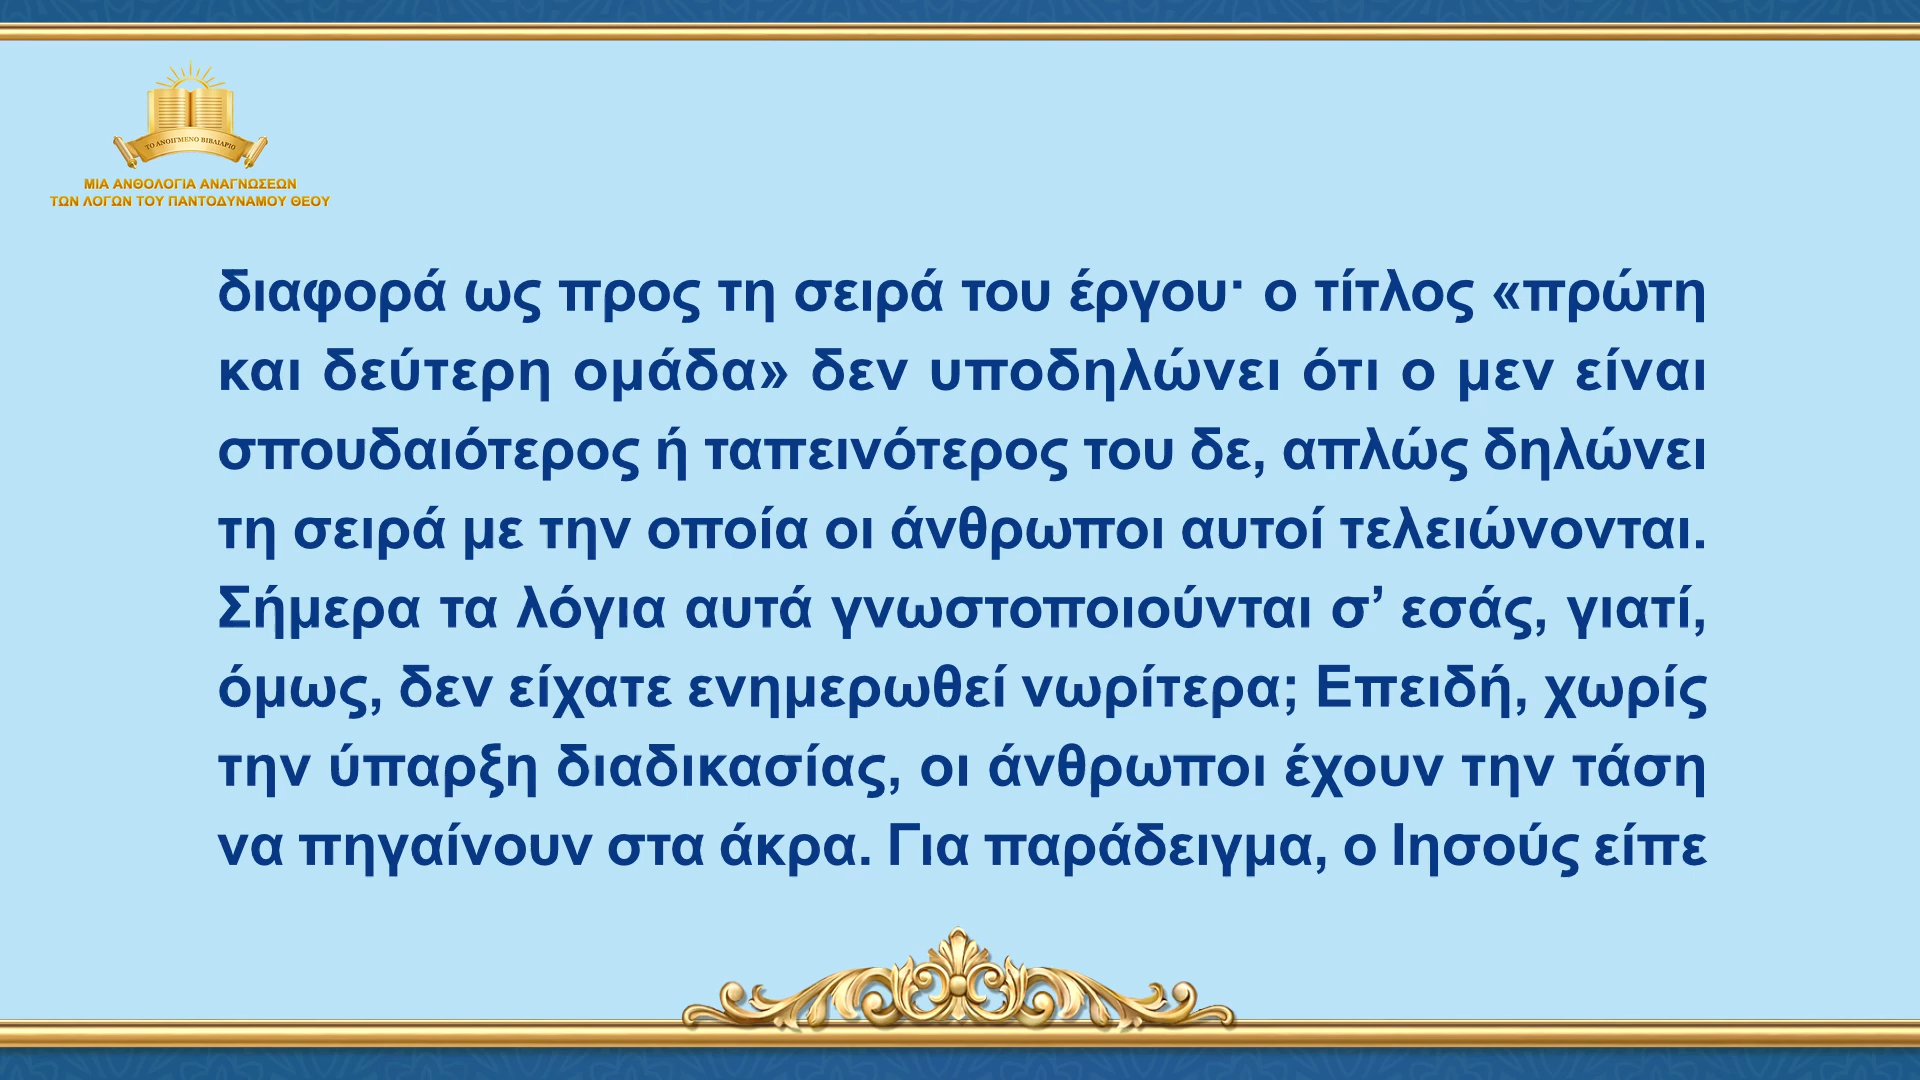 ΤΟ ΑΝΟΙΓΜΕΝΟ ΒΙΒΛΙΑΡΙΟ
ΜΙΑ ΑΝΘΟΛΟΓΙΑ ΑΝΑΓΝΩΣΕΩΝ
ΤΩΝ ΛΟΓΩΝ ΤΟΥ ΠΑΝΤΟΔΥΝΑΜΟΥ ΘΕΟΥ
διαφορά ως προς τη σειρά του έργου· ο τίτλος «πρώτη
και δεύτερη ομάδα» δεν υποδηλώνει ότι ο μεν είναι
σπουδαιότερος ή ταπεινότερος του δε, απλώς δηλώνει
τη σειρά με την οποία οι άνθρωποι αυτοί τελειώνονται.
Σήμερα τα λόγια αυτά γνωστοποιούνται σ’ εσάς, γιατί,
όμως, δεν είχατε ενημερωθεί νωρίτερα; Επειδή, χωρίς
την ύπαρξη διαδικασίας, οι άνθρωποι έχουν την τάση
να πηγαίνουν στα άκρα. Για παράδειγμα, ο Ιησούς είπε